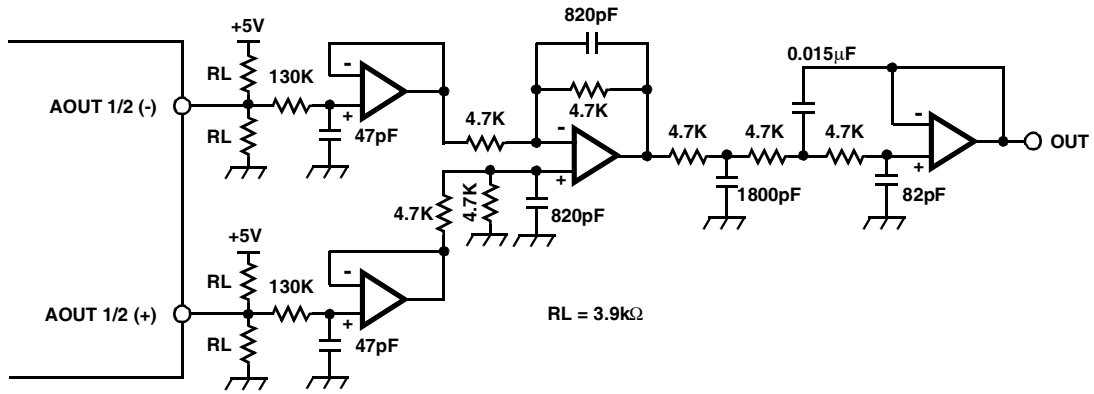 820pF
+5V
0.015µF
RL
130K
AOUT 1/2 (-)
-
4.7K
+
47pF
RL
4.7K
-
4.7K
4.7K
4.7K
OUT
+
-
+
1800pF
82pF
4.7K
4.7K
820pF
+5V
RL
130K
-
AOUT 1/2 (+)
+
RL = 3.9kΩ
RL
47pF